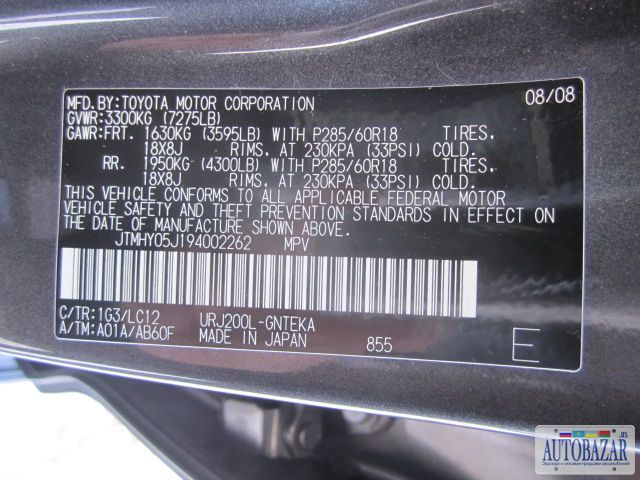 MFD.BY:TOYOTA MOTOR CORPORATION 08/08
GVWR:3300KG (7275LB)
GAWR:FRT. 1630KG (3595LB) WITH P285/60R18 TIRES.
18X8J RIMS. AT 230KPA (33PSI) COLD.
RR. 1950KG (4300LB) WITH P285/60R18 TIRES.
18X8J RIMS. AT 230KPA (33PSI) COLD.
THIS VEHICLE CONFORMS TO ALL APPLICABLE FEDERAL MOTOR
VEHICLE SAFETY AND THEFT PREVENTION STANDARDS IN EFFECT ON
THE DATE OF MANUFACTURE SHOWN ABOVE.
JTMHY05J194002262 MPV
C/TR:1G3/LC12 URJ200L-GNTEKA
A/TM:A01A/AB60F MADE IN JAPAN 855 E
AUTOBAZAR.us